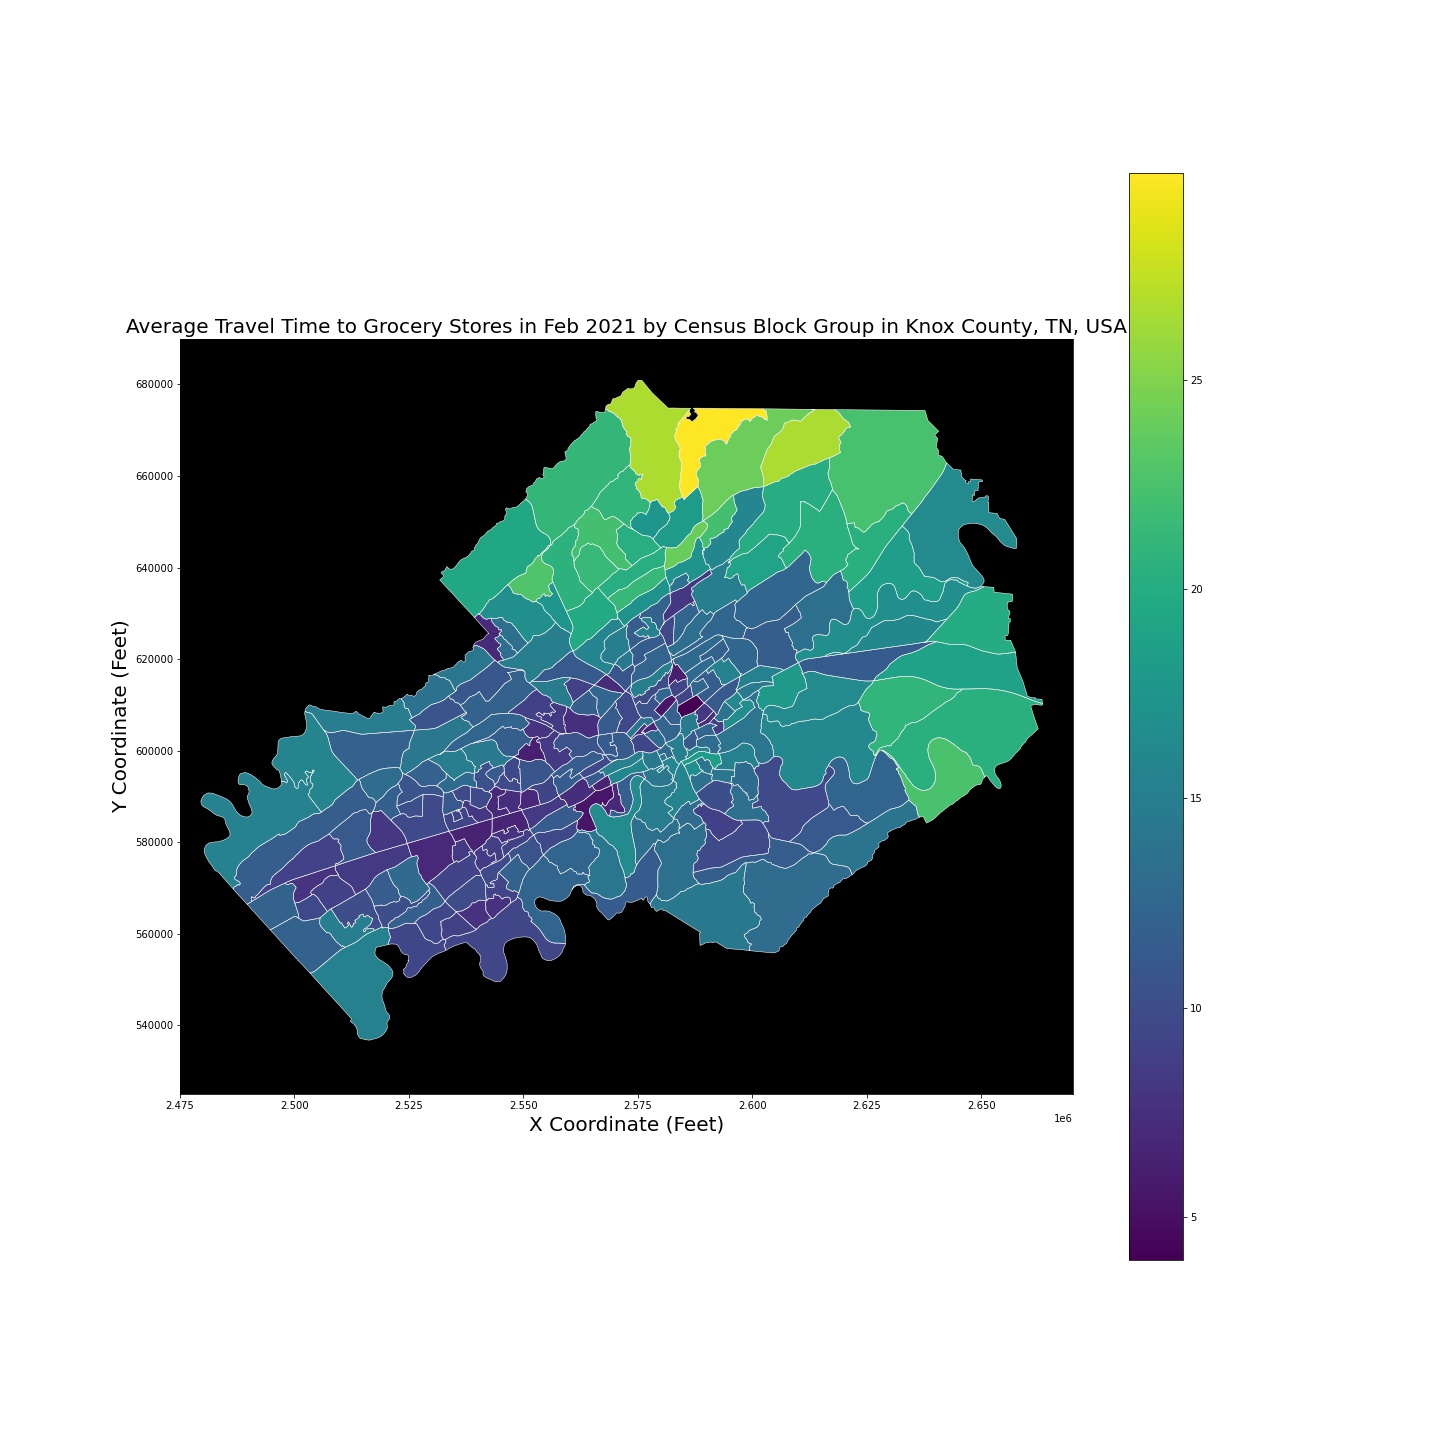 Average Travel Time to Grocery Stores in Feb 2021 by Census Block Group in Knox County, TN, USA
680000
660000
640000
620000
600000
580000
560000
540000
Y Coordinate (Feet)
2.475 2.500 2.525 2.550 2.575 2.600 2.625 2.650
1e6
X Coordinate (Feet)
25
20
15
10
5